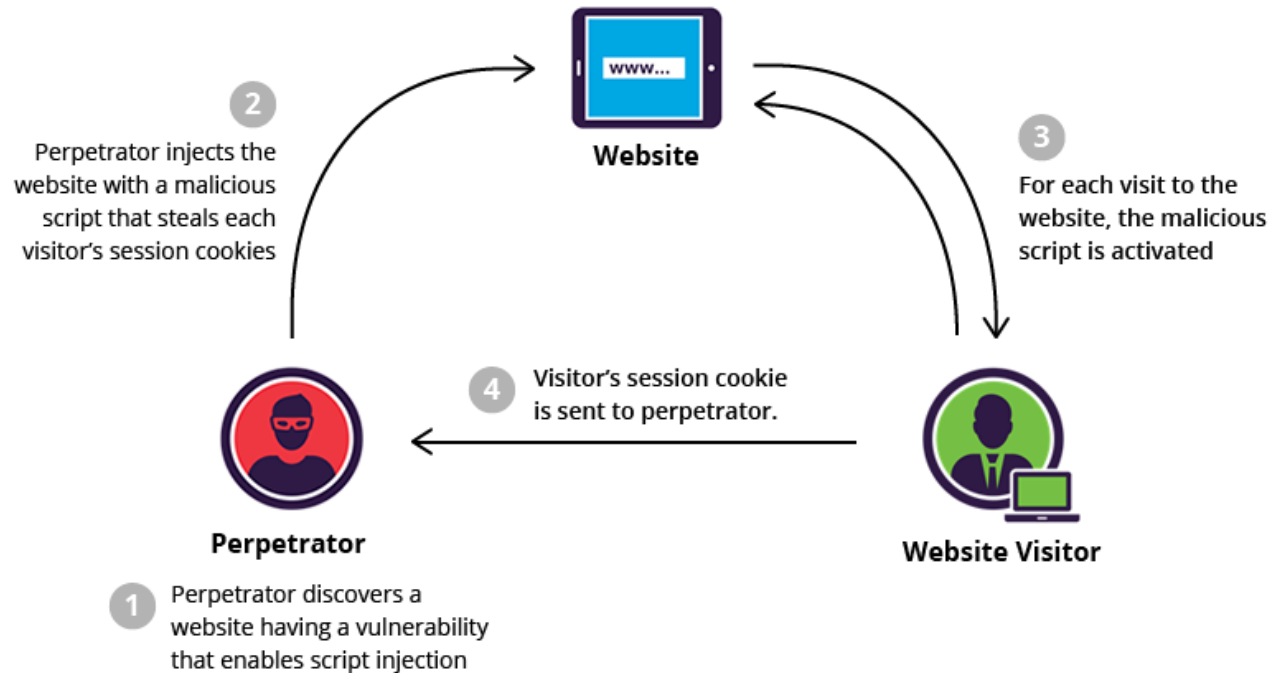 www...
Website
2
Perpetrator injects the
website with a malicious
script that steals each
visitor's session cookies
3
For each visit to the
website, the malicious
script is activated
4
Visitor's session cookie
is sent to perpetrator.
Perpetrator
Website Visitor
1
Perpetrator discovers a
website having a vulnerability
that enables script injection